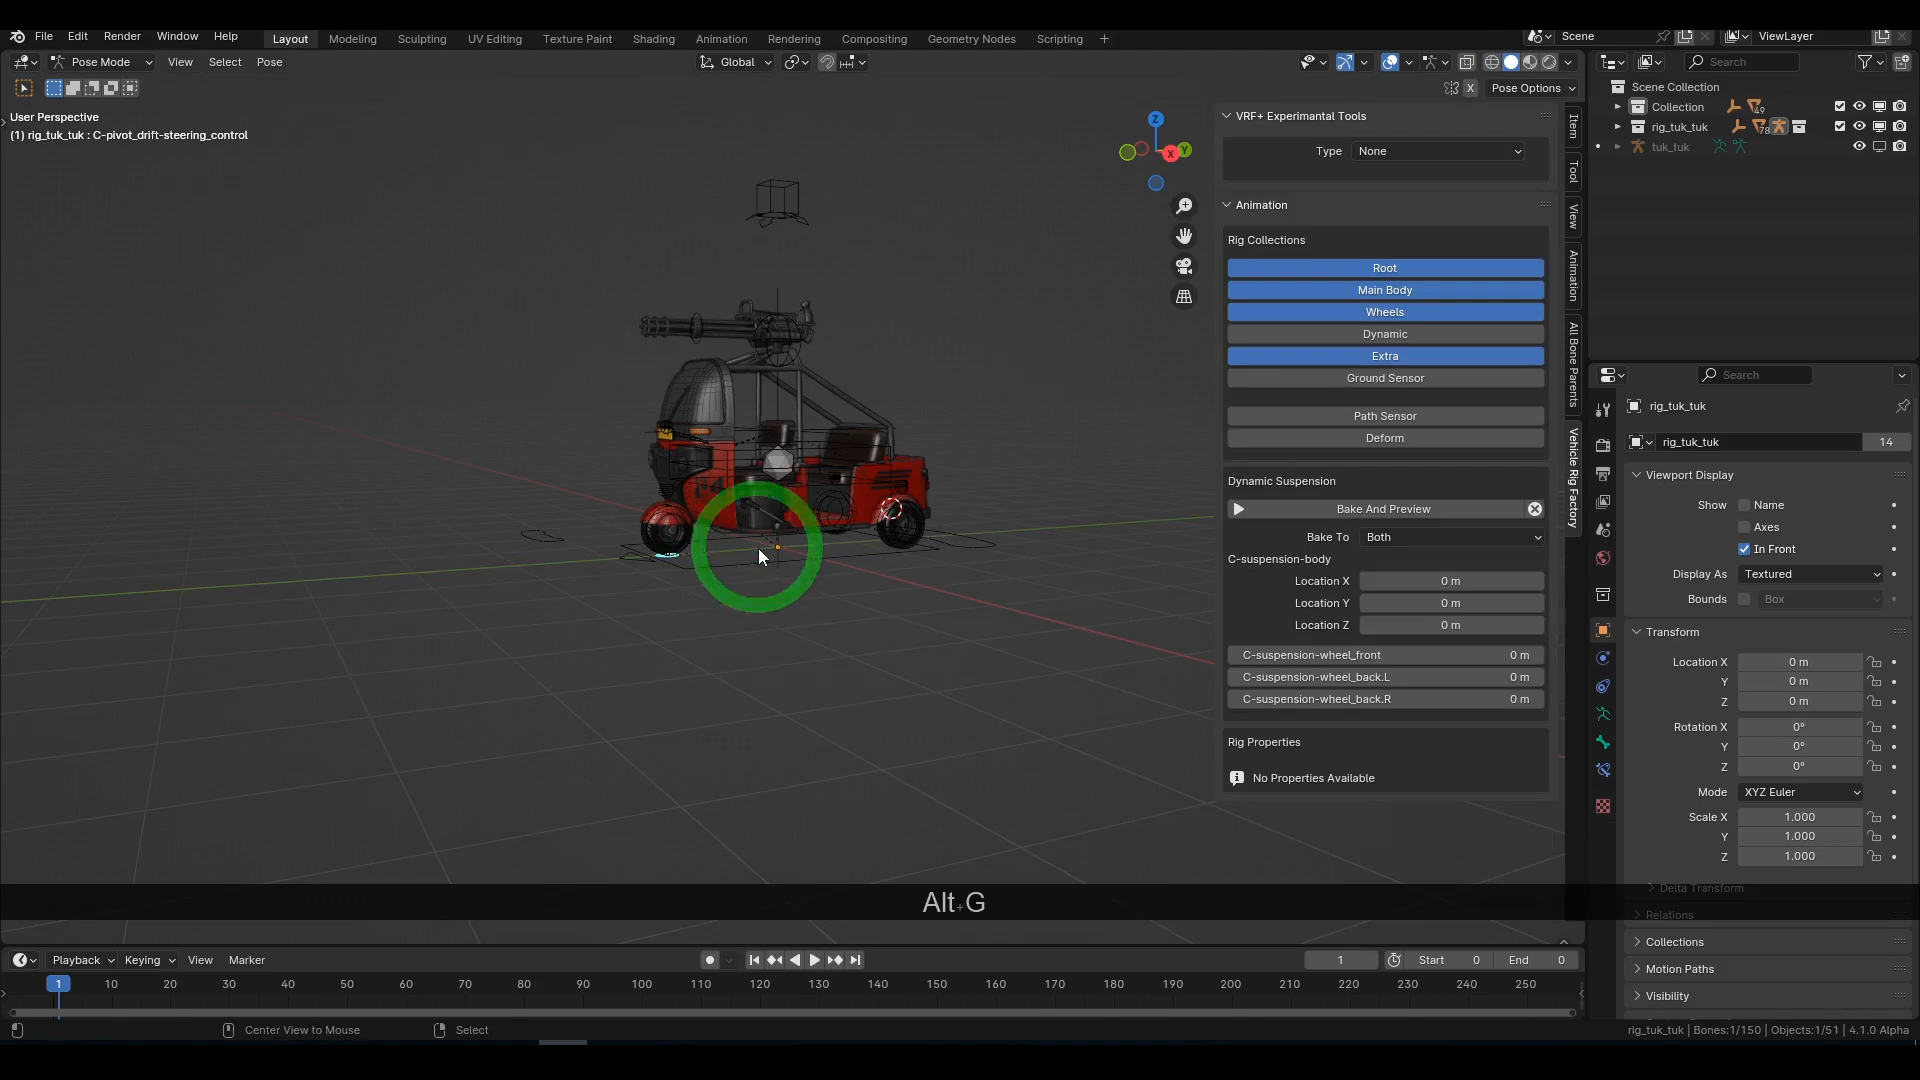 File Edit Render Window Help Layout Modeling Sculpting UV Editing Texture Paint Shading Animation Rendering Compositing Geometry Nodes Scripting + Scene ViewLayer
Pose Mode View Select Pose Global Search
X Pose Options
User Perspective
(1) rig_tuk_tuk : C-pivot_drift-steering_control
Z
Y
X
VRF+ Experimental Tools
Type None
Animation
Rig Collections
Root
Main Body
Wheels
Dynamic
Extra
Ground Sensor
Path Sensor
Deform
Dynamic Suspension
Bake And Preview
Bake To Both
C-suspension-body
Location X 0 m
Location Y 0 m
Location Z 0 m
C-suspension-wheel_front 0 m
C-suspension-wheel_back.L 0 m
C-suspension-wheel_back.R 0 m
Rig Properties
No Properties Available
Item
Tool
View
Animation
All Bone Parents
Vehicle Rig Factory
Scene Collection
Collection 49
rig_tuk_tuk 78
tuk_tuk
Search
rig_tuk_tuk
rig_tuk_tuk 14
Viewport Display
Show Name
Axes
In Front
Display As Textured
Bounds Box
Transform
Location X 0 m
Y 0 m
Z 0 m
Rotation X 0°
Y 0°
Z 0°
Mode XYZ Euler
Scale X 1.000
Y 1.000
Z 1.000
Delta Transform
Relations
Collections
Motion Paths
Visibility
Alt+G
Playback Keying View Marker 1 Start 0 End 0
1 10 20 30 40 50 60 70 80 90 100 110 120 130 140 150 160 170 180 190 200 210 220 230 240 250
Center View to Mouse Select rig_tuk_tuk | Bones:1/150 | Objects:1/51 | 4.1.0 Alpha